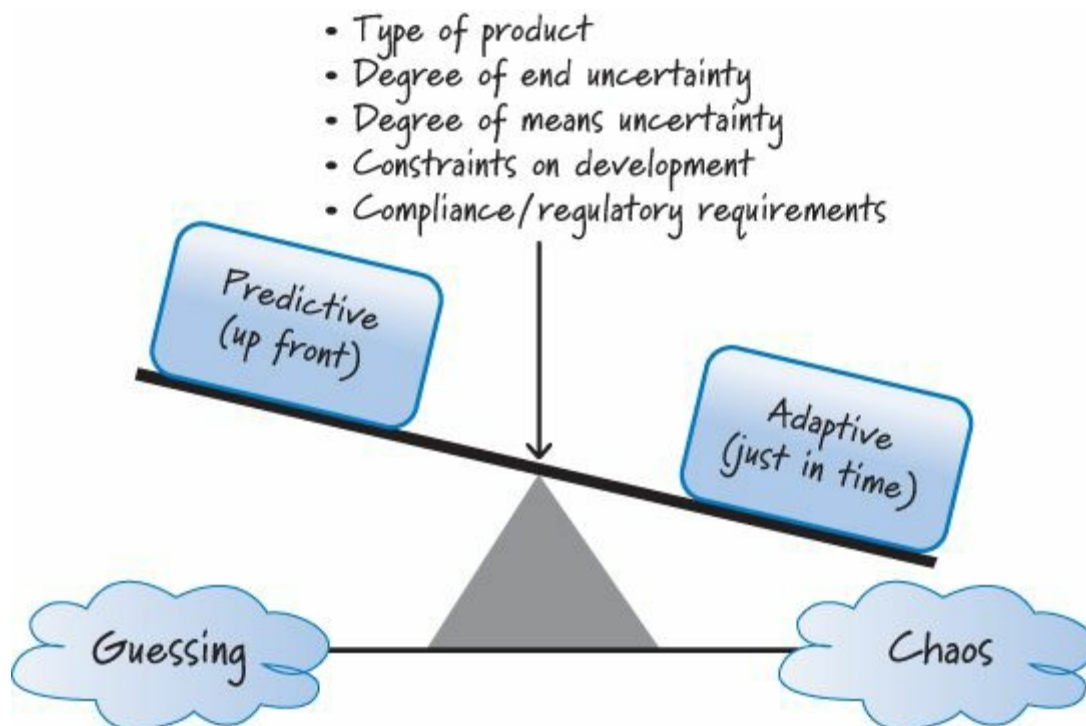 • Type of product
• Degree of end uncertainty
• Degree of means uncertainty
• Constraints on development
• Compliance/regulatory requirements
Predictive
(up front)
Adaptive
(just in time)
Guessing
Chaos